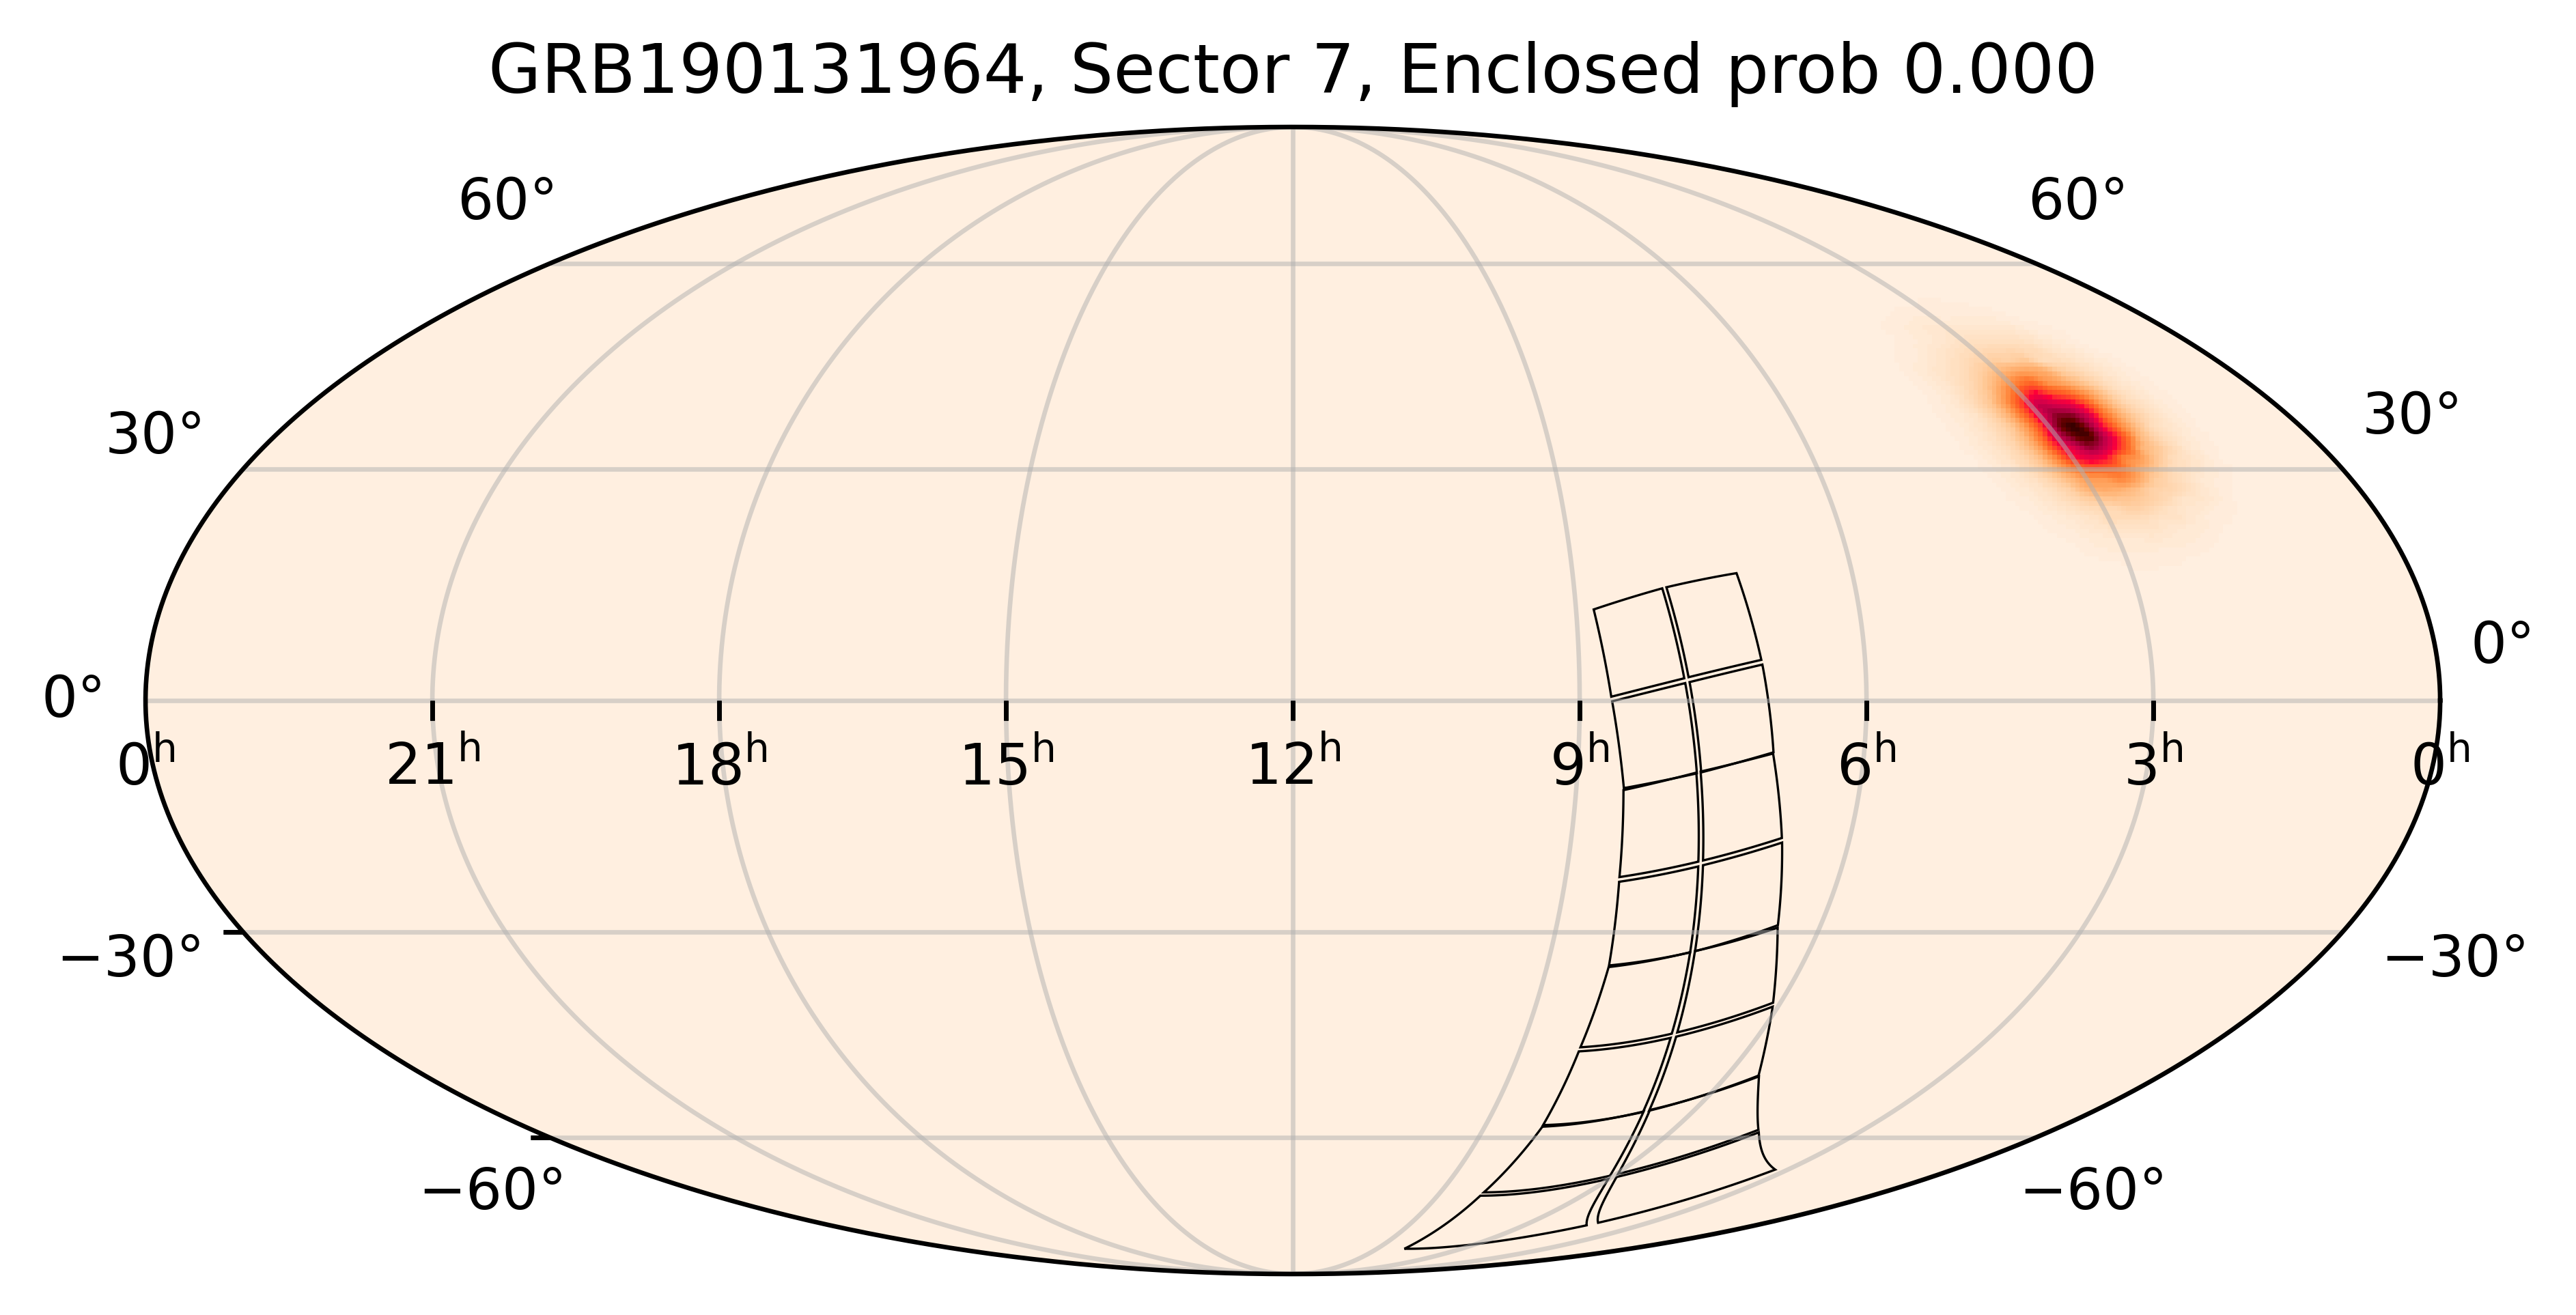 GRB190131964, Sector 7, Enclosed prob 0.000
60° 60°
30° 30°
0° 0°
0ʰ 21ʰ 18ʰ 15ʰ 12ʰ 9ʰ 6ʰ 3ʰ 0ʰ
−30° −30°
−60° −60°